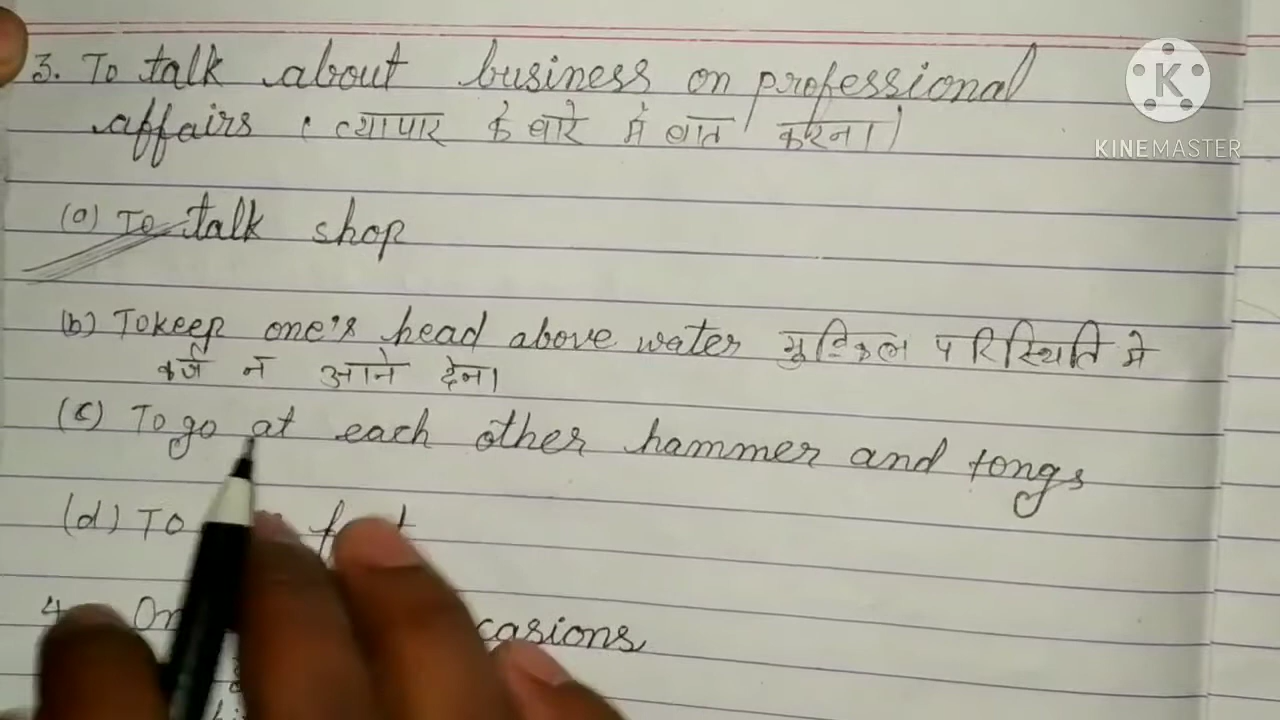 3. To talk about business on professional
affairs ( व्यापार के बारे में बात करना।)
K
KINEMASTER
(a) To talk shop
(b) To keep one's head above water मुश्किल परिस्थिति मे
कर्ज न आने देना।
(c) To go at each other hammer and tongs
(d) To
4. On casions